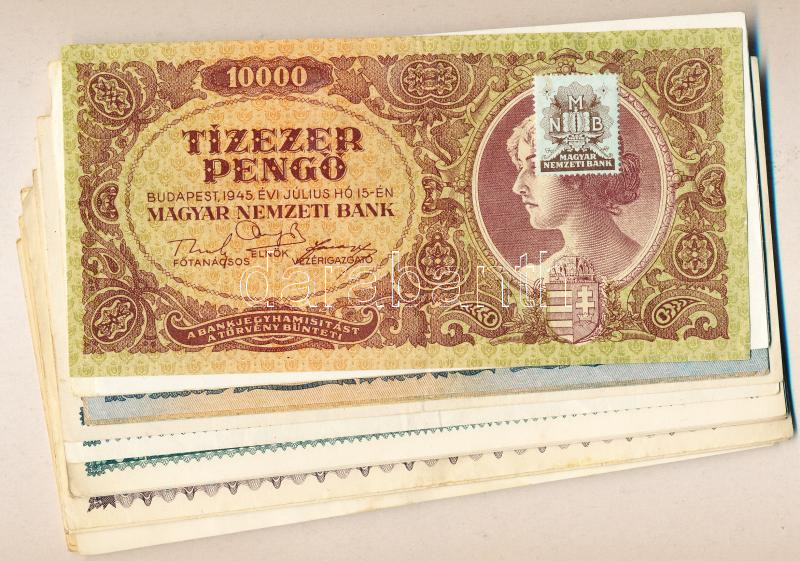 10000
TÍZEZER
PENGŐ
BUDAPEST, 1945. ÉVI JÚLIUS HÓ 15-ÉN
MAGYAR NEMZETI BANK
FŐTANÁCSOS ELNÖK VEZÉRIGAZGATÓ
A BANKJEGYHAMISÍTÁST
A TÖRVÉNY BÜNTETI
M
N B
MAGYAR
NEMZETI BANK
darabanth